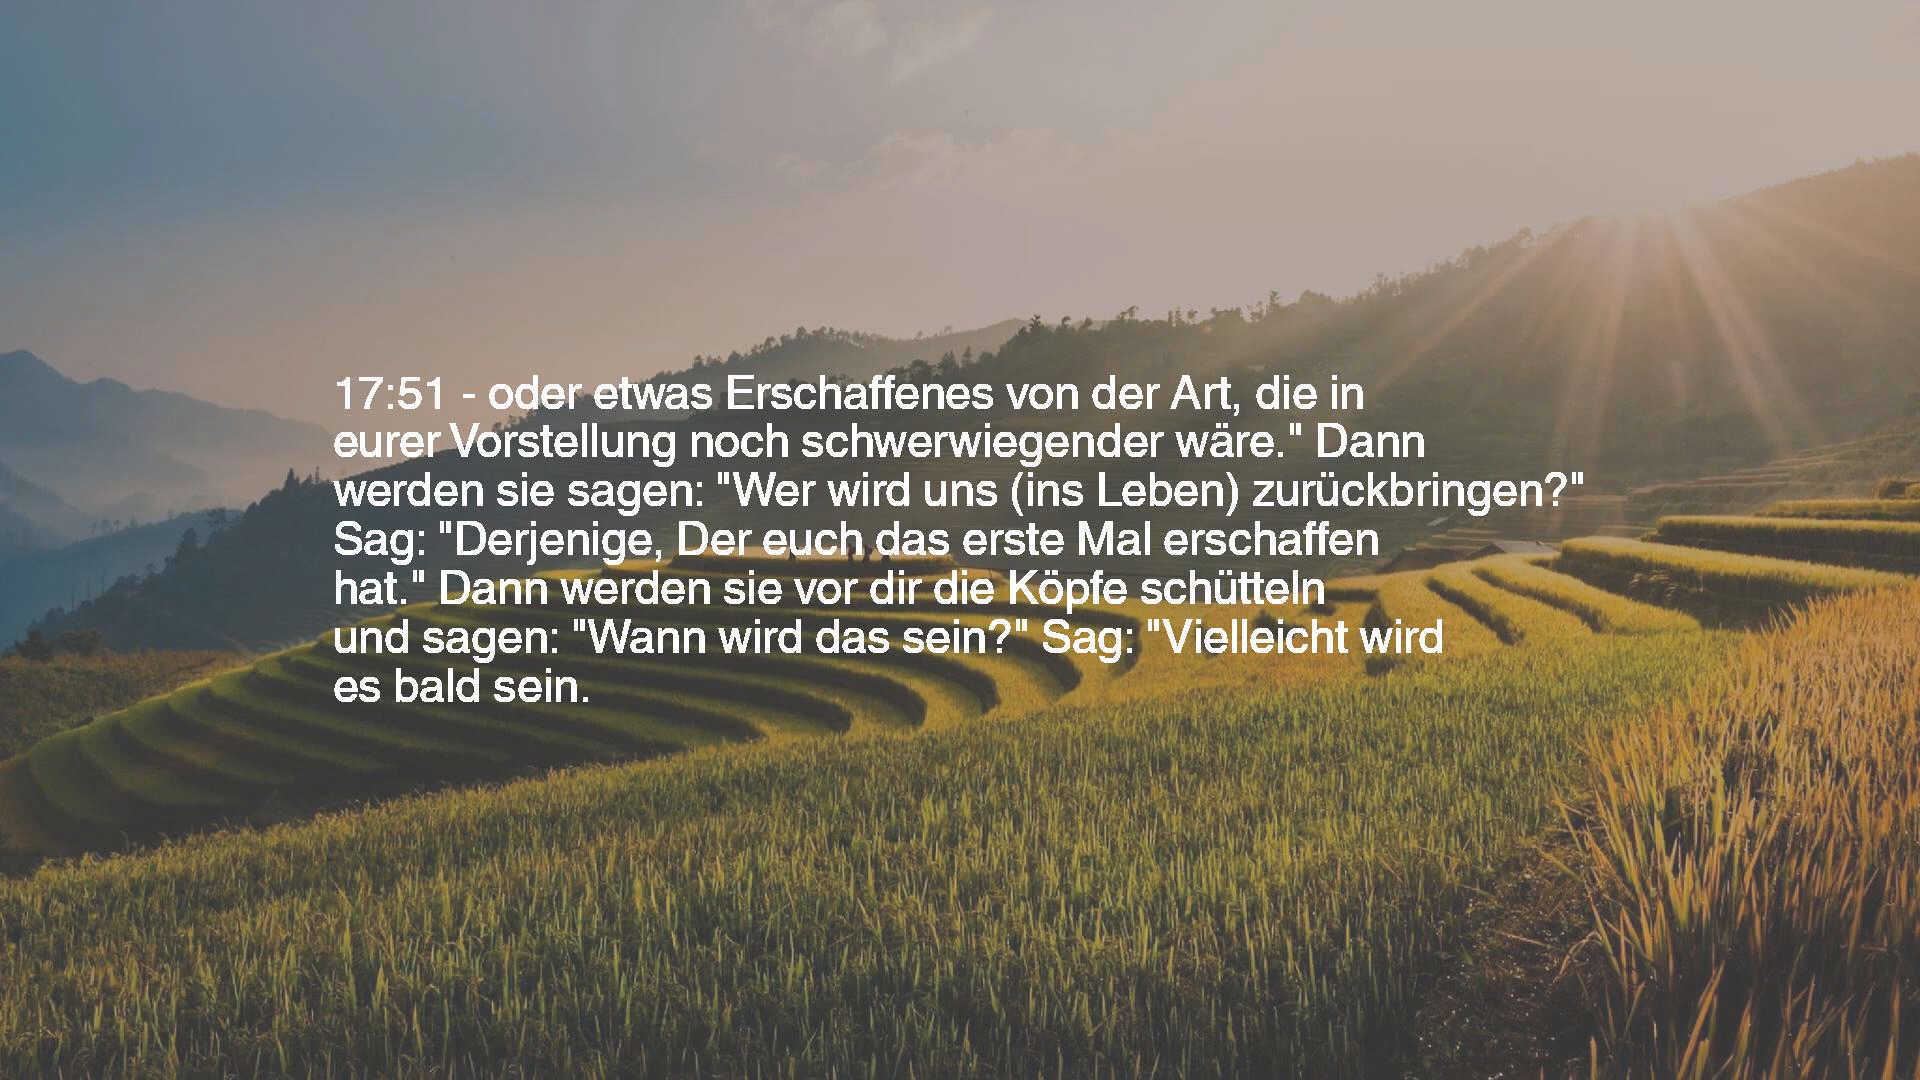 17:51 - oder etwas Erschaffenes von der Art, die in
eurer Vorstellung noch schwerwiegender wäre." Dann
werden sie sagen: "Wer wird uns (ins Leben) zurückbringen?"
Sag: "Derjenige, Der euch das erste Mal erschaffen
hat." Dann werden sie vor dir die Köpfe schütteln
und sagen: "Wann wird das sein?" Sag: "Vielleicht wird
es bald sein.